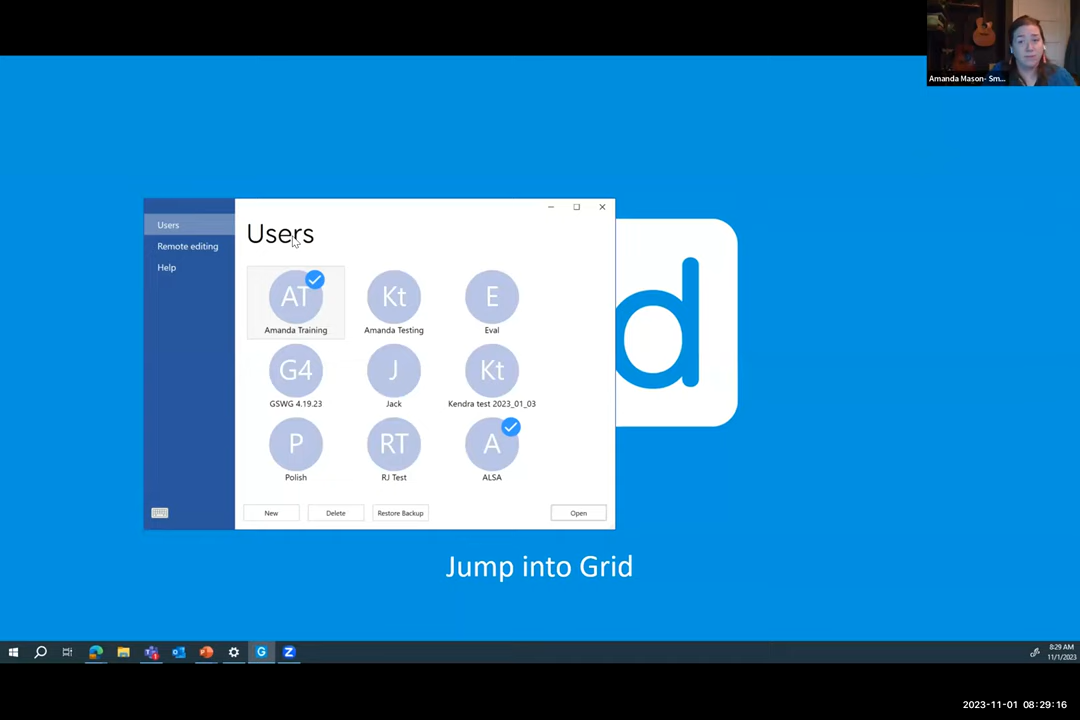 Amanda Mason- Sm...
Users
Remote editing
Help
Users
AT
Kt
E
Amanda Training
Amanda Testing
Eval
G4
J
Kt
GSWG 4.19.23
Jack
Kendra test 2023_01_03
P
RT
A
Polish
RJ Test
ALSA
New
Delete
Restore Backup
Open
d
Jump into Grid
G
Z
8:29 AM
11/1/2023
2023-11-01 08:29:16